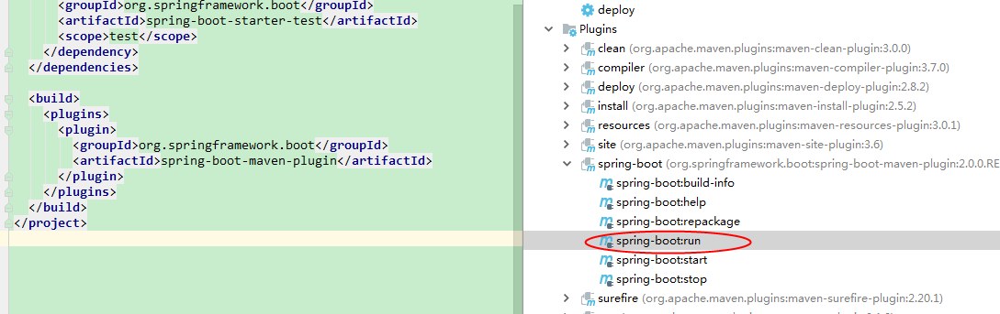 <groupId>org.springframework.boot</groupId>
<artifactId>spring-boot-starter-test</artifactId>
<scope>test</scope>
</dependency>
</dependencies>
<build>
<plugins>
<plugin>
<groupId>org.springframework.boot</groupId>
<artifactId>spring-boot-maven-plugin</artifactId>
</plugin>
</plugins>
</build>
</project>
deploy
Plugins
clean (org.apache.maven.plugins:maven-clean-plugin:3.0.0)
compiler (org.apache.maven.plugins:maven-compiler-plugin:3.7.0)
deploy (org.apache.maven.plugins:maven-deploy-plugin:2.8.2)
install (org.apache.maven.plugins:maven-install-plugin:2.5.2)
resources (org.apache.maven.plugins:maven-resources-plugin:3.0.1)
site (org.apache.maven.plugins:maven-site-plugin:3.6)
spring-boot (org.springframework.boot:spring-boot-maven-plugin:2.0.0.RE
spring-boot:build-info
spring-boot:help
spring-boot:repackage
spring-boot:run
spring-boot:start
spring-boot:stop
surefire (org.apache.maven.plugins:maven-surefire-plugin:2.20.1)